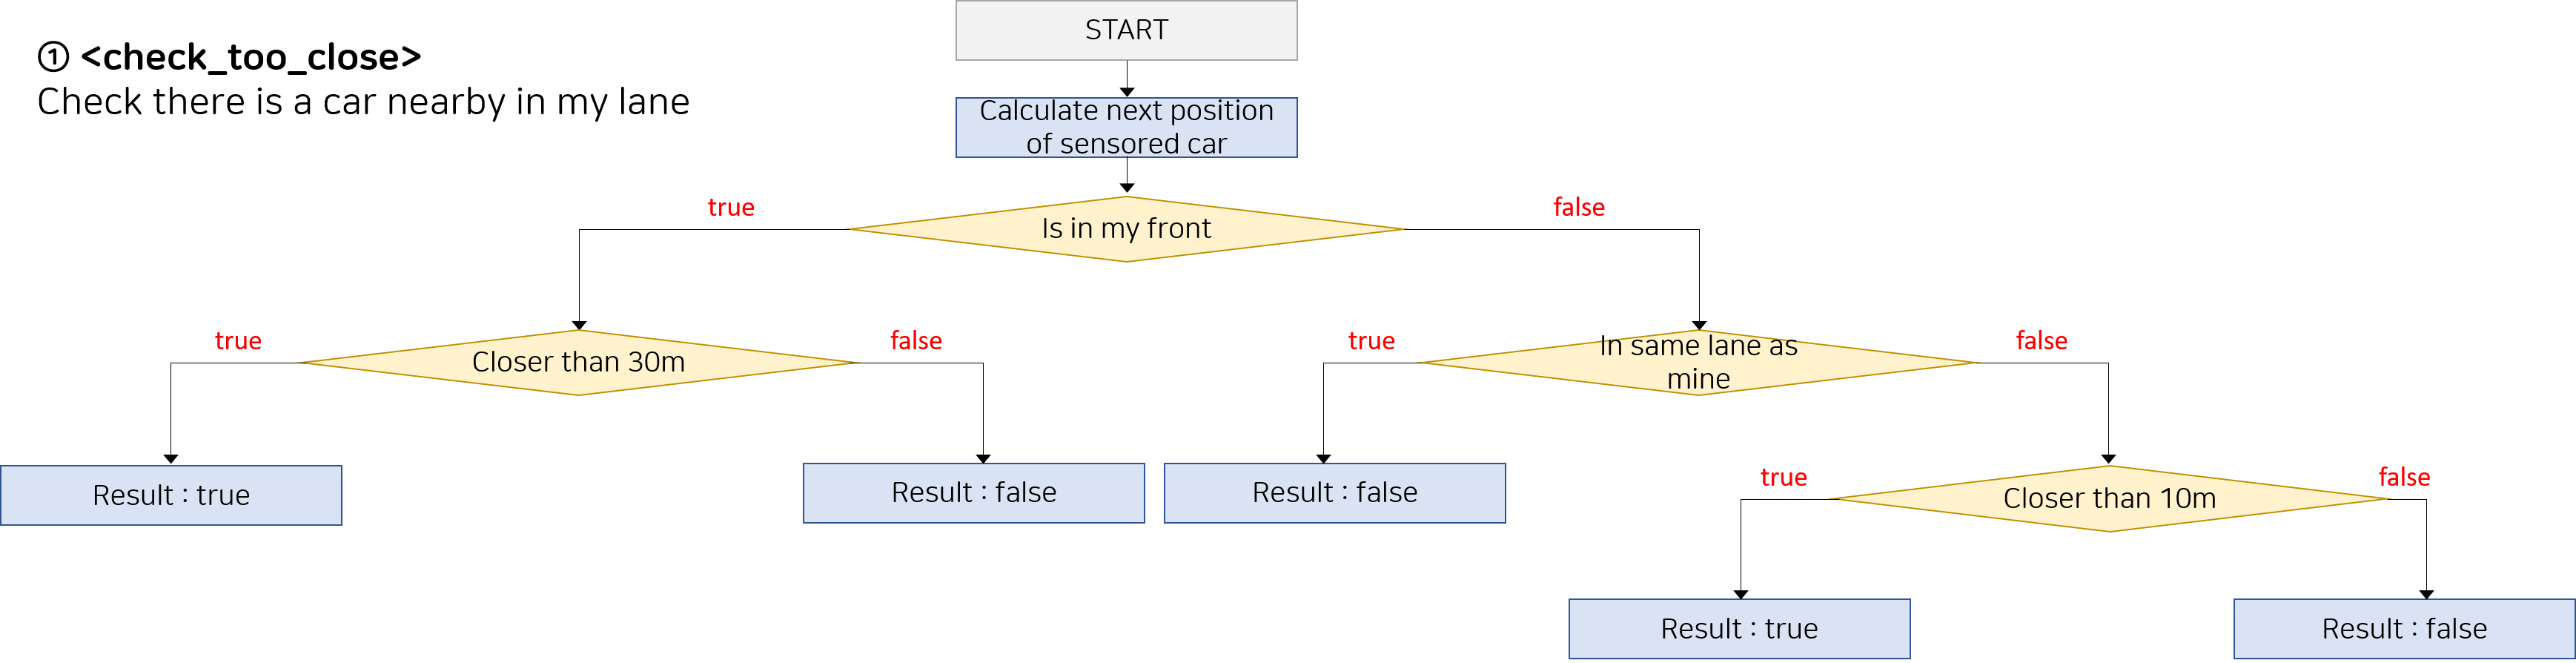 ① <check_too_close>
Check there is a car nearby in my lane
START
Calculate next position
of sensored car
true
false
Is in my front
true
false
true
false
Closer than 30m
In same lane as
mine
Result : true
Result : false
Result : false
true
false
Closer than 10m
Result : true
Result : false